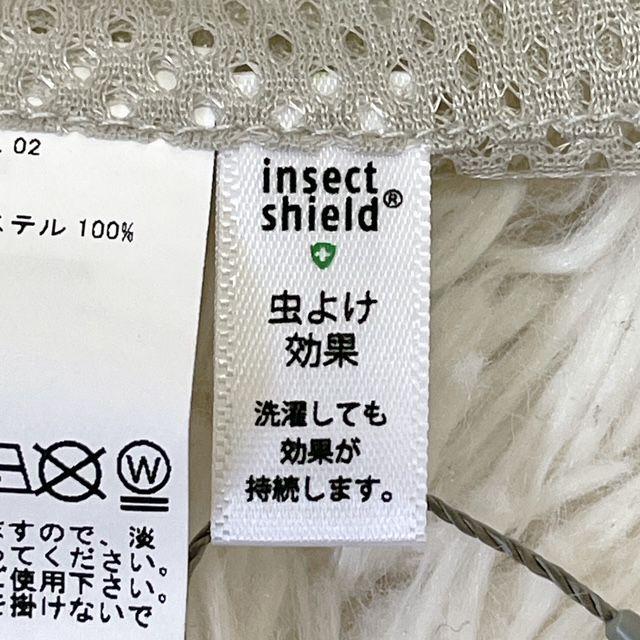 . 02
ステル 100%
W
ますので、淡
ってください。
ご使用下さい。
を掛けないで
insect
shield®
虫よけ
効果
洗濯しても
効果が
持続します。